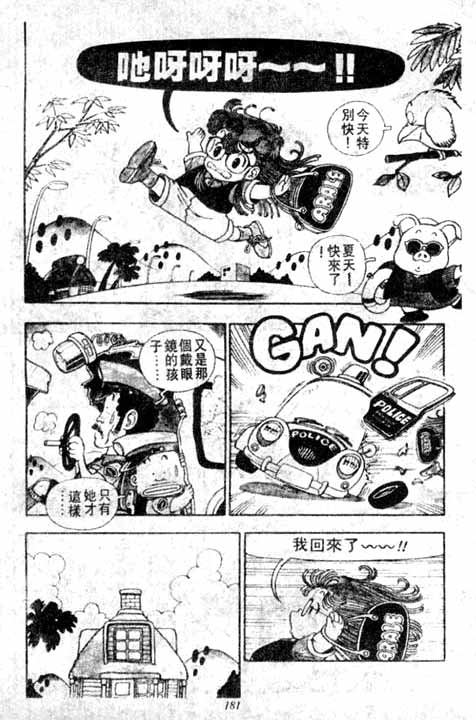 吔呀呀呀～～!!
今天特
別快！
夏天！
快來了
！
ARALE
又是那
個戴眼
鏡的孩
子……
只有
她才
這樣
……
GAN!
POLICE
POLICE
我回來了～～!!
ARALE
181